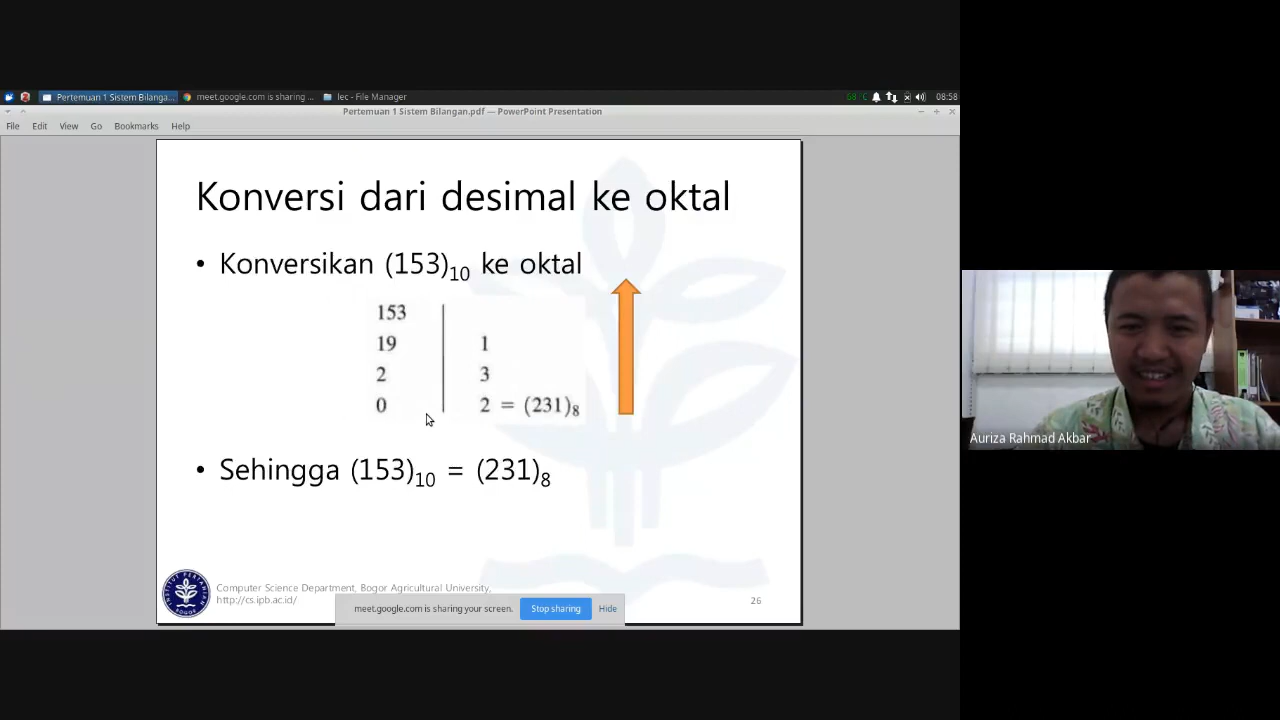 Pertemuan 1 Sistem Bilanga...
meet.google.com is sharing ...
lec - File Manager
68°C
08:58
Pertemuan 1 Sistem Bilangan.pdf — PowerPoint Presentation
File Edit View Go Bookmarks Help
Konversi dari desimal ke oktal
• Konversikan (153)10 ke oktal
153
19 1
2 3
0 2 = (231)8
• Sehingga (153)10 = (231)8
Auriza Rahmad Akbar
Computer Science Department, Bogor Agricultural University,
http://cs.ipb.ac.id/
meet.google.com is sharing your screen. Stop sharing Hide
26